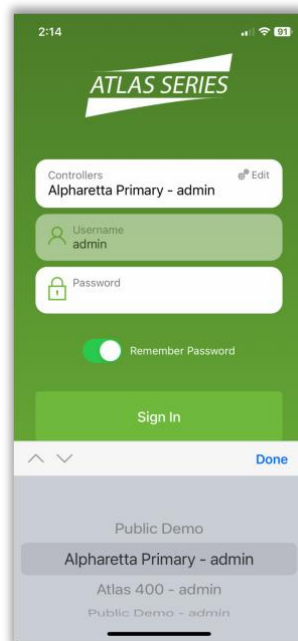 2:14
91
ATLAS SERIES
Controllers
Edit
Alpharetta Primary - admin
Username
admin
Password
Remember Password
Sign In
Done
Public Demo
Alpharetta Primary - admin
Atlas 400 - admin
Public Demo - admin